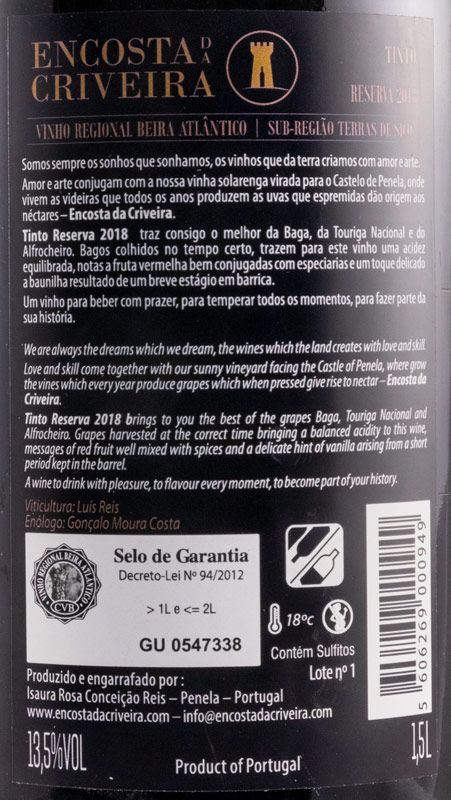 ENCOSTA DA
CRIVEIRA
TINTO
RESERVA 2018
VINHO REGIONAL BEIRA ATLÂNTICO | SUB-REGIÃO TERRAS DE SICÓ
Somos sempre os sonhos que sonhamos, os vinhos que da terra criamos com amor e arte.
Amor e arte conjugam com a nossa vinha solarenga virada para o Castelo de Penela, onde
vivem as videiras que todos os anos produzem as uvas que espremidas dão origem aos
néctares – Encosta da Criveira.
Tinto Reserva 2018 traz consigo o melhor da Baga, da Touriga Nacional e do
Alfrocheiro. Bagos colhidos no tempo certo, trazem para este vinho uma acidez
equilibrada, notas a fruta vermelha bem conjugadas com especiarias e um toque delicado
a baunilha resultado de um breve estágio em barrica.
Um vinho para beber com prazer, para temperar todos os momentos, para fazer parte da
sua história.
We are always the dreams which we dream, the wines which the land creates with love and skill.
Love and skill come together with our sunny vineyard facing the Castle of Penela, where grow
the vines which every year produce grapes which when pressed give rise to nectar – Encosta da
Criveira.
Tinto Reserva 2018 brings to you the best of the grapes Baga, Touriga Nacional and
Alfrocheiro. Grapes harvested at the correct time bringing a balanced acidity to this wine,
messages of red fruit well mixed with spices and a delicate hint of vanilla arising from a short
period kept in the barrel.
A wine to drink with pleasure, to flavour every moment, to become part of your history.
Viticultura: Luís Reis
Enólogo: Gonçalo Moura Costa
VINHO REGIONAL BEIRA ATLÂNTICO
CVB
Selo de Garantia
Decreto-Lei Nº 94/2012
> 1L e <= 2L
GU 0547338
18ºc
Contém Sulfitos
Lote nº 1
5 606269 000949
Produzido e engarrafado por :
Isaura Rosa Conceição Reis – Penela – Portugal
www.encostadacriveira.com – info@encostadacriveira.com
13,5%VOL
Product of Portugal
1,5L